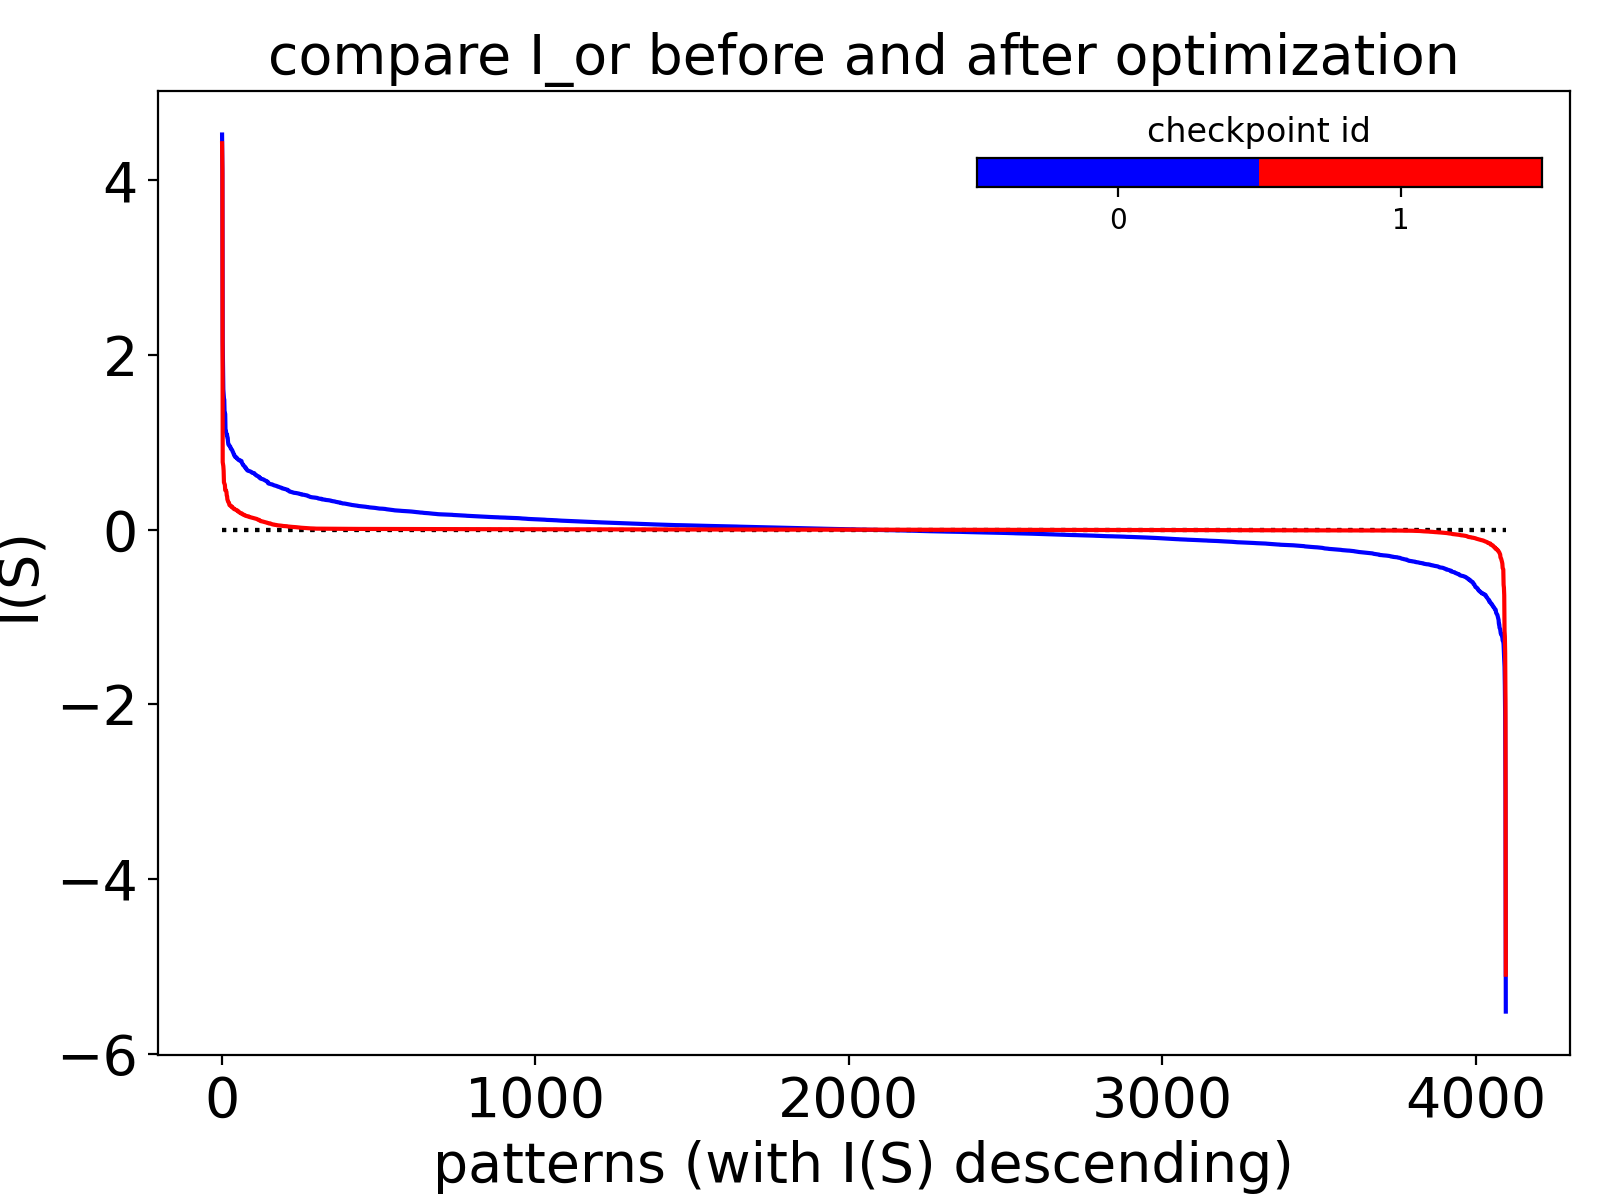 compare I_or before and after optimization
checkpoint id
0 1
4
2
0
−2
−4
−6
I(S)
0 1000 2000 3000 4000
patterns (with I(S) descending)